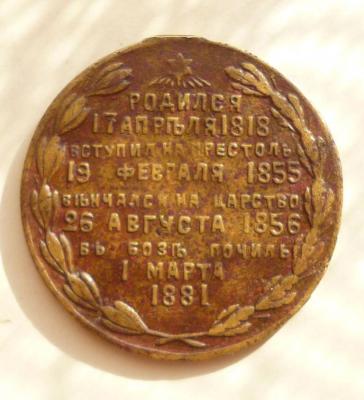 РОДИЛСЯ
17 АПРѢЛЯ 1818
ВСТУПИЛ НА ПРЕСТОЛЪ
19 ФЕВРАЛЯ 1855
ВѢНЧАЛСЯ НА ЦАРСТВО
26 АВГУСТА 1856
ВЪ БОЗѢ ПОЧИЛЪ
1 МАРТА
1881